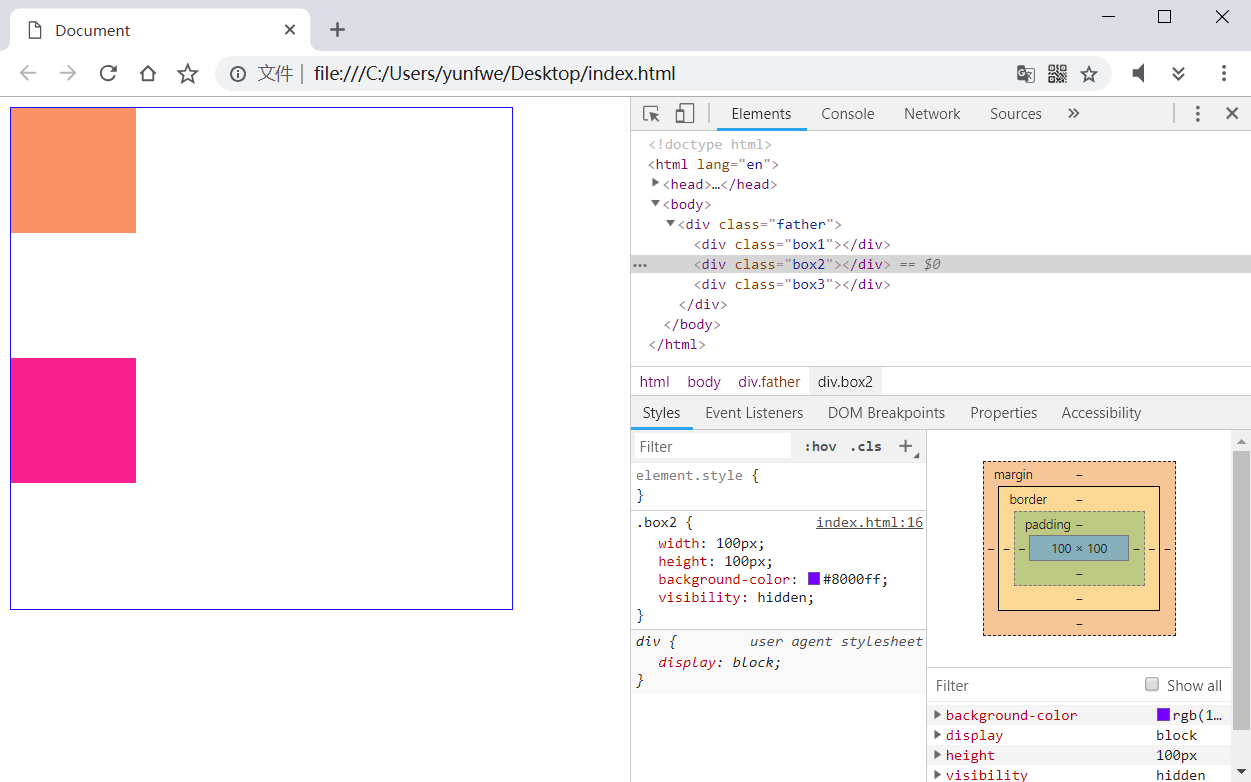 Document
文件 | file:///C:/Users/yunfwe/Desktop/index.html
Elements Console Network Sources »
<!doctype html>
<html lang="en">
<head>…</head>
<body>
<div class="father">
<div class="box1"></div>
... <div class="box2"></div> == $0
<div class="box3"></div>
</div>
</body>
</html>
html body div.father div.box2
Styles Event Listeners DOM Breakpoints Properties Accessibility
Filter :hov .cls +
element.style {
}
.box2 { index.html:16
width: 100px;
height: 100px;
background-color: #8000ff;
visibility: hidden;
}
div { user agent stylesheet
display: block;
}
margin –
border –
padding –
– – – 100 × 100 – – –
–
–
–
Filter Show all
background-color rgb(1…
display block
height 100px
visibility hidden